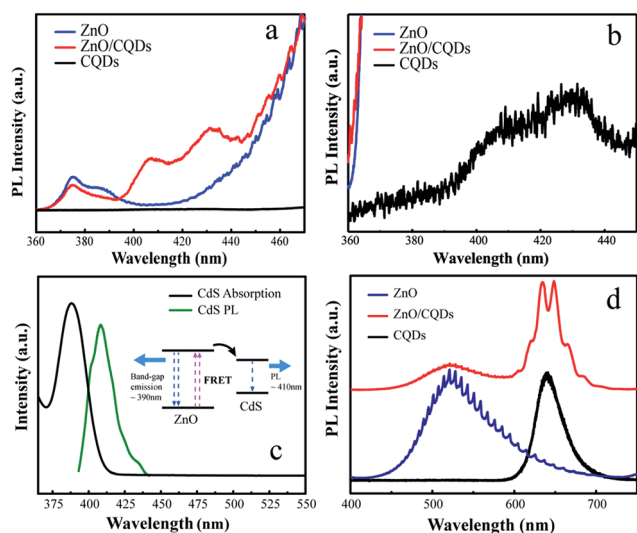 a
ZnO
ZnO/CQDs
CQDs
PL Intensity (a.u.)
360 380 400 420 440 460
Wavelength (nm)
b
ZnO
ZnO/CQDs
CQDs
PL Intensity (a.u.)
360 380 400 420 440
Wavelength (nm)
CdS Absorption
CdS PL
Band-gap
emission
~ 390nm
FRET
PL
~ 410nm
ZnO
CdS
c
Intensity (a.u.)
375 400 425 450 475 500 525 550
Wavelength (nm)
d
ZnO
ZnO/CQDs
CQDs
PL Intensity (a.u.)
400 500 600 700
Wavelength (nm)